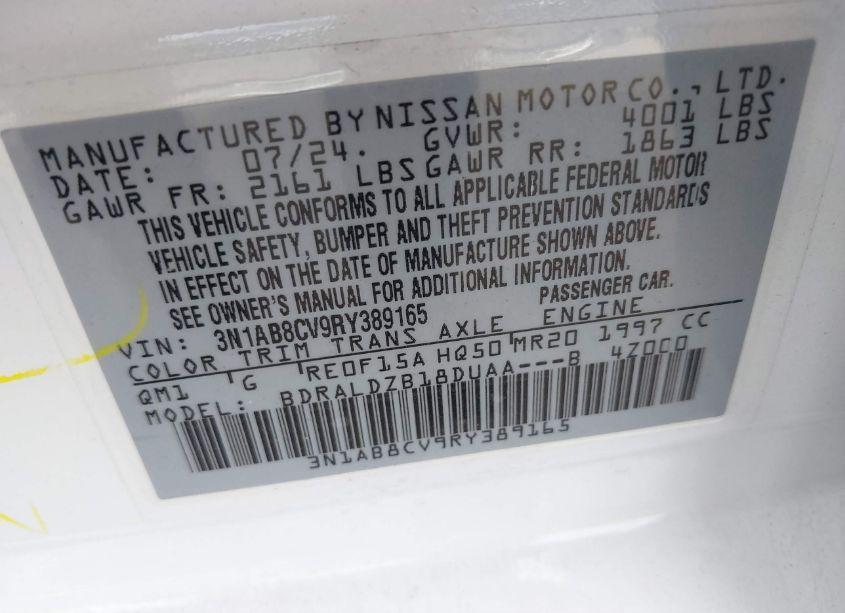 MANUFACTURED BY NISSAN MOTOR CO., LTD.
DATE: 07/24. GVWR: 4001 LBS
GAWR FR: 2161 LBS GAWR RR: 1863 LBS
THIS VEHICLE CONFORMS TO ALL APPLICABLE FEDERAL MOTOR
VEHICLE SAFETY, BUMPER AND THEFT PREVENTION STANDARDS
IN EFFECT ON THE DATE OF MANUFACTURE SHOWN ABOVE.
SEE OWNER'S MANUAL FOR ADDITIONAL INFORMATION.
VIN: 3N1AB8CV9RY389165 PASSENGER CAR.
COLOR TRIM TRANS AXLE ENGINE
QM1 G RE0F15A HQ50 MR20 1997 CC
MODEL: BDRALDZB18DUAA---B 4Z0C0
3N1AB8CV9RY389165